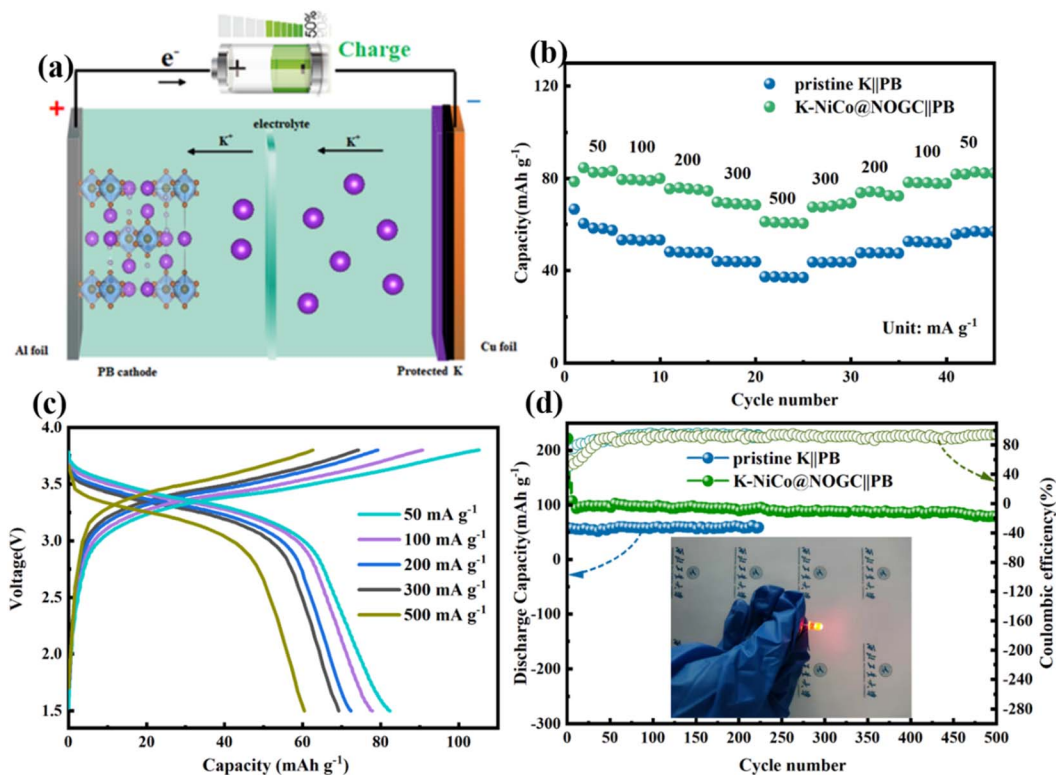 (a)
50%
Charge
e⁻
+
-
+
−
electrolyte
K⁺
K⁺
Al foil
PB cathode
Protected K
Cu foil
(b)
pristine K||PB
K-NiCo@NOGC||PB
50
100
200
300
500
300
200
100
50
Unit: mA g⁻¹
Capacity(mAh g⁻¹)
120
80
40
0
0
10
20
30
40
Cycle number
(c)
4.0
3.5
3.0
2.5
2.0
1.5
Voltage(V)
50 mA g⁻¹
100 mA g⁻¹
200 mA g⁻¹
300 mA g⁻¹
500 mA g⁻¹
0
20
40
60
80
100
Capacity (mAh g⁻¹)
(d)
pristine K||PB
K-NiCo@NOGC||PB
200
100
0
-100
-200
-300
Discharge Capacity(mAh g⁻¹)
80
40
0
-40
-80
-120
-160
-200
-240
-280
Coulombic efficiency(%)
0
50
100
150
200
250
300
350
400
450
500
Cycle number